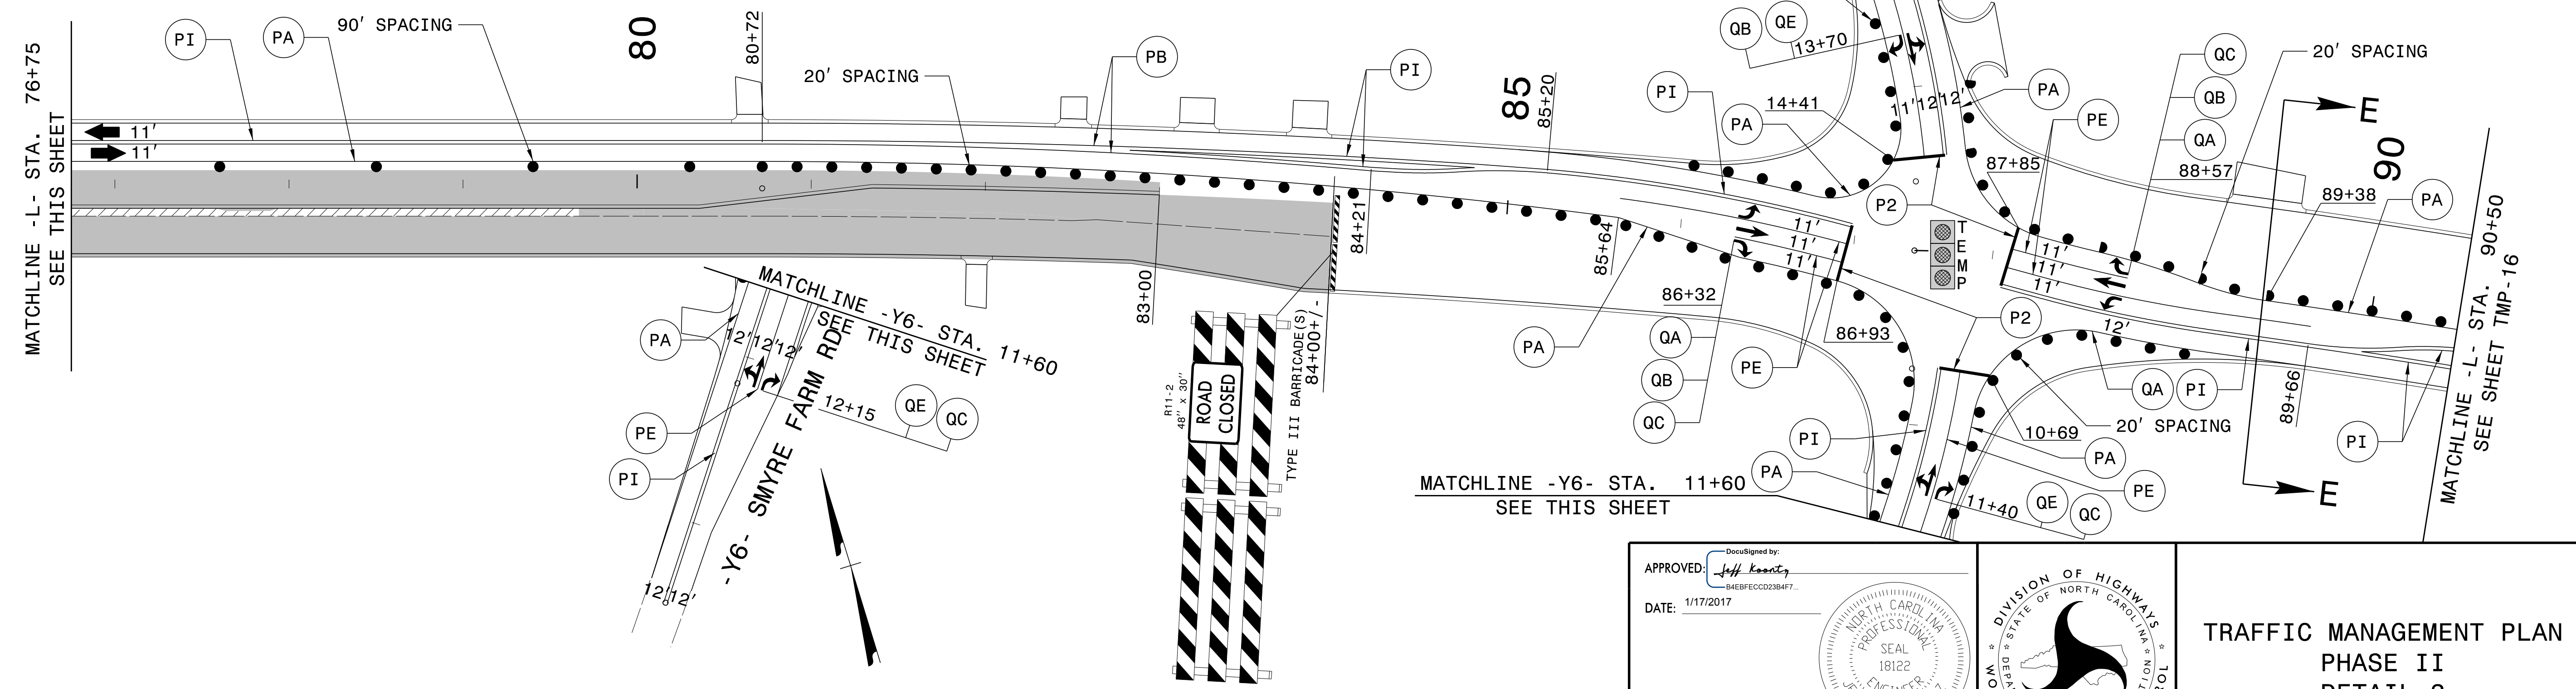 MATCHLINE -L- STA. 76+75
SEE THIS SHEET
PI
PA
90' SPACING
80
80+72
20' SPACING
PB
PI
85
85+20
PI
PA
14+41
QB
QE
13+70
11'
12'
12'
PA
PE
87+85
QC
QB
QA
88+57
20' SPACING
E
89+38
90
PA
MATCHLINE -L- STA. 90+50
SEE SHEET TMP-16
11'
11'
83+00
84+21
84+00+/-
TYPE III BARRICADE(S)
R11-2
48" x 30"
ROAD
CLOSED
85+64
PA
86+32
QA
QB
QC
PE
11'
11'
11'
86+93
P2
TEMP
P2
11'
11'
11'
12'
QA
PI
89+66
PI
E
20' SPACING
10+69
PA
PE
PI
PA
11+40
QE
QC
MATCHLINE -Y6- STA. 11+60
SEE THIS SHEET
MATCHLINE -Y6- STA. 11+60
SEE THIS SHEET
PA
12'
12'
12'
PE
PI
12+15
QE
QC
-Y6- SMYRE FARM RD
12'
12'
APPROVED:
DocuSigned by:
Jeff Koontz
B4EBFECCD23B4F7...
DATE: 1/17/2017
NORTH CAROLINA
PROFESSIONAL
SEAL
18122
ENGINEER
DIVISION OF HIGHWAYS
STATE OF NORTH CAROLINA
TRAFFIC MANAGEMENT PLAN
PHASE II